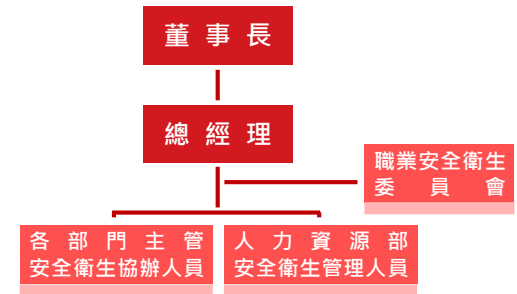 董事長
總經理
職業安全衛生
委員會
各部門主管
安全衛生協辦人員
人力資源部
安全衛生管理人員